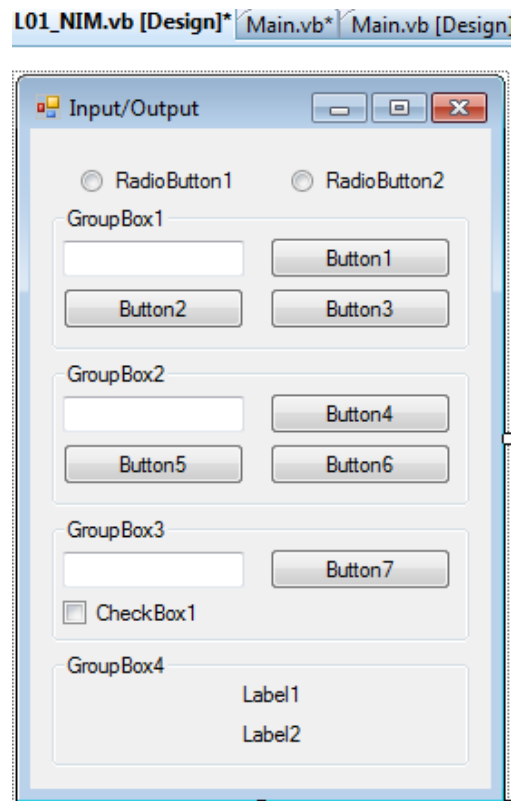 L01_NIM.vb [Design]* Main.vb* Main.vb [Design]
Input/Output
RadioButton1 RadioButton2
GroupBox1
Button1
Button2 Button3
GroupBox2
Button4
Button5 Button6
GroupBox3
Button7
CheckBox1
GroupBox4
Label1
Label2